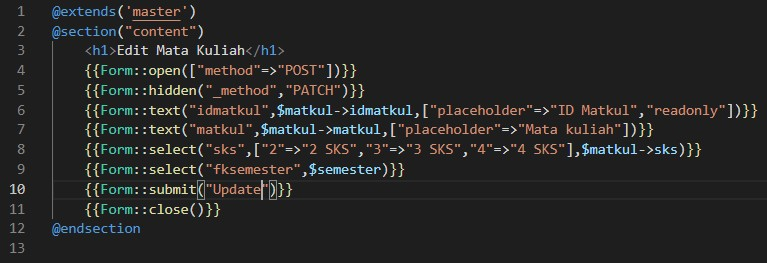 1 @extends('master')
2 @section("content")
3 <h1>Edit Mata Kuliah</h1>
4 {{Form::open(["method"=>"POST"])}}
5 {{Form::hidden("_method","PATCH")}}
6 {{Form::text("idmatkul",$matkul->idmatkul,["placeholder"=>"ID Matkul","readonly"])}}
7 {{Form::text("matkul",$matkul->matkul,["placeholder"=>"Mata kuliah"])}}
8 {{Form::select("sks",["2"=>"2 SKS","3"=>"3 SKS","4"=>"4 SKS"],$matkul->sks)}}
9 {{Form::select("fksemester",$semester)}}
10 {{Form::submit("Update")}}
11 {{Form::close()}}
12 @endsection
13